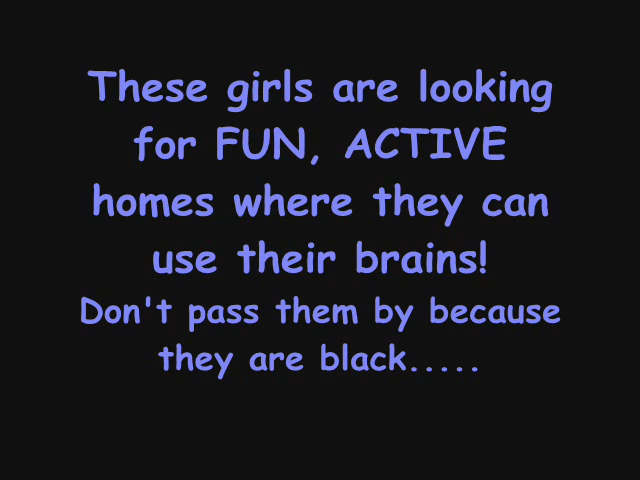 These girls are looking
for FUN, ACTIVE
homes where they can
use their brains!
Don't pass them by because
they are black.....